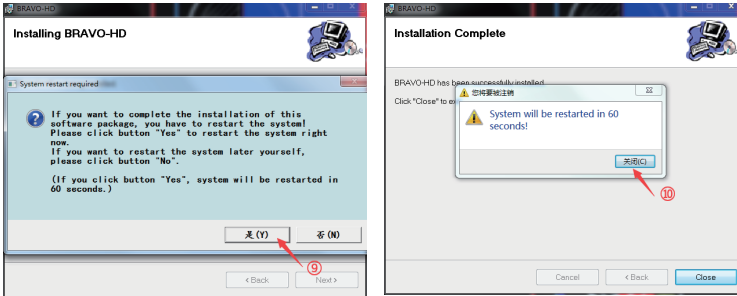 BRAVO-HD
Installing BRAVO-HD
System restart required
If you want to complete the installation of this
software package, you have to restart the system!
Please click button "Yes" to restart the system right
now.
If you want to restart the system later yourself,
please click button "No".
(If you click button "Yes", system will be restarted in
60 seconds.)
是(Y)
否(N)
⑨
< Back
Next >
BRAVO-HD
Installation Complete
BRAVO-HD has been successfully installed.
Click "Close" to
您将要被注销
System will be restarted in 60
seconds!
关闭(C)
⑩
Cancel
< Back
Close